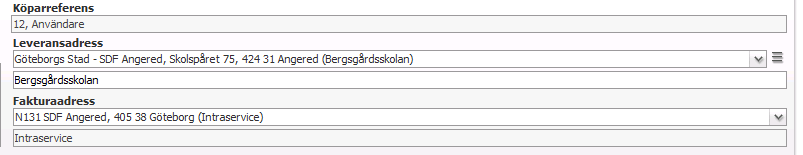 Köparreferens
12, Användare
Leveransadress
Göteborgs Stad - SDF Angered, Skolspåret 75, 424 31 Angered (Bergsgårdsskolan)
Bergsgårdsskolan
Fakturaadress
N131 SDF Angered, 405 38 Göteborg (Intraservice)
Intraservice